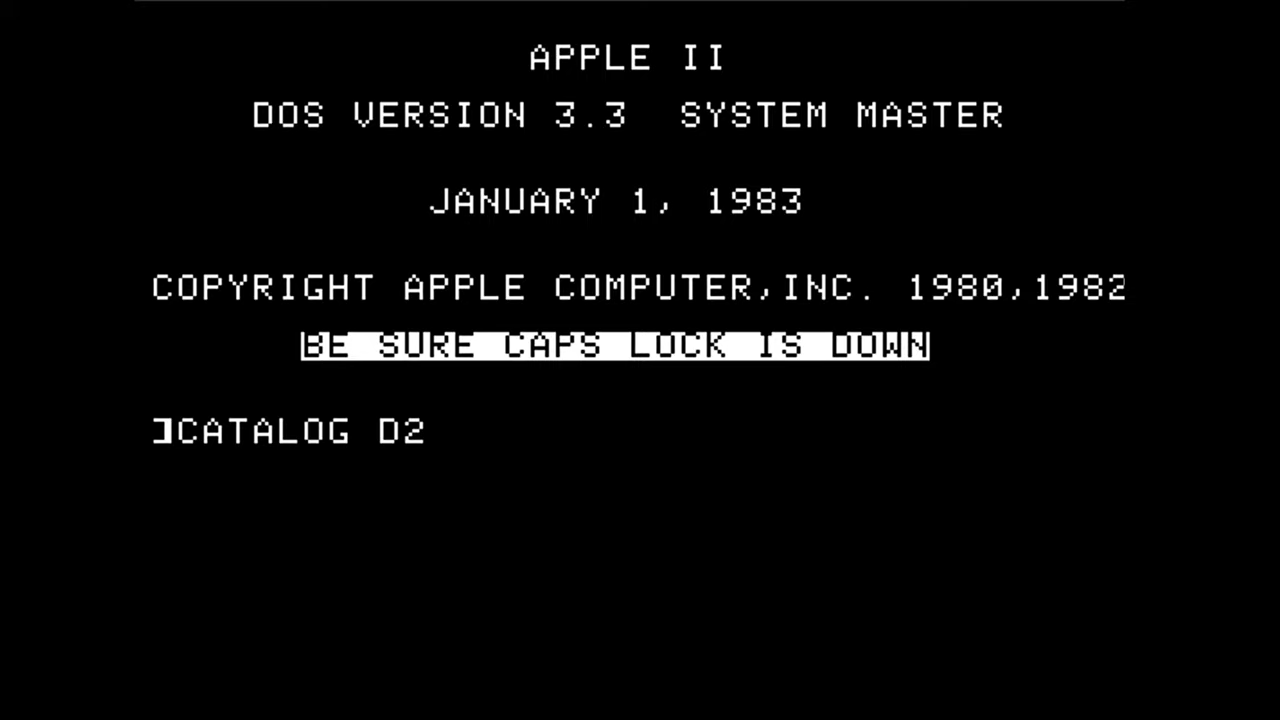 APPLE II
DOS VERSION 3.3  SYSTEM MASTER
JANUARY 1, 1983
COPYRIGHT APPLE COMPUTER,INC. 1980,1982
BE SURE CAPS LOCK IS DOWN
]CATALOG D2